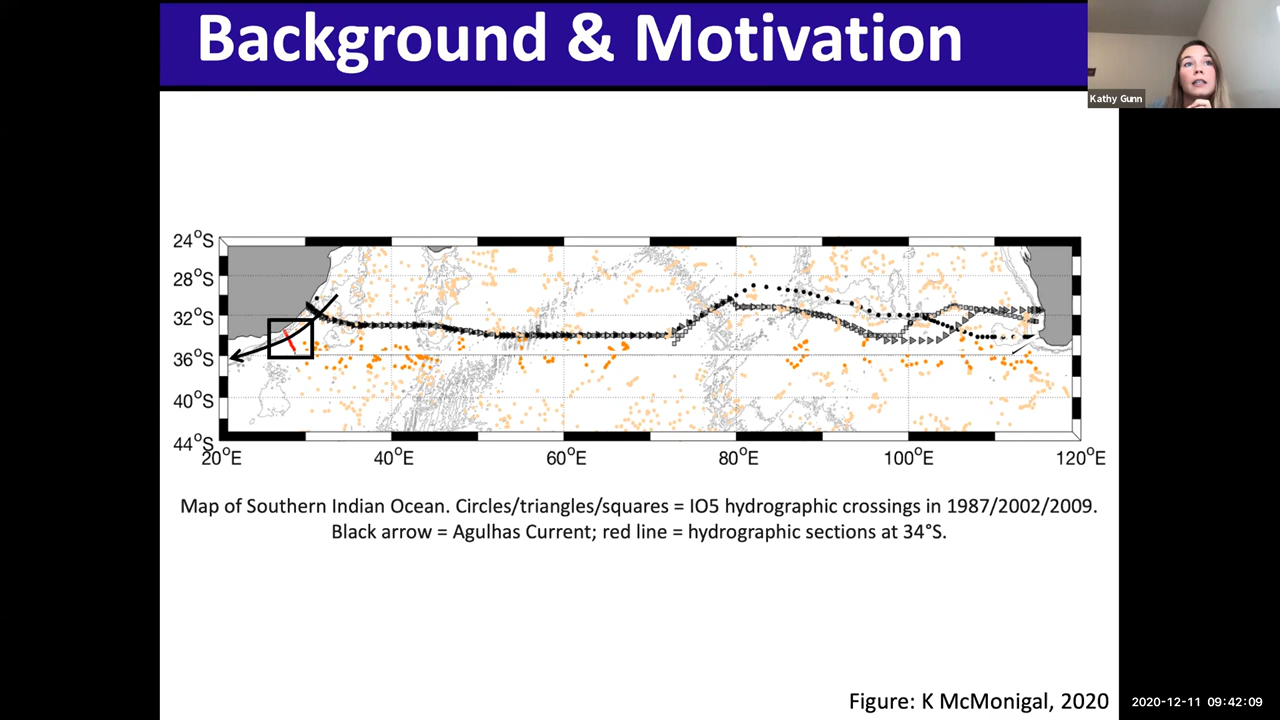 Background & Motivation
Kathy Gunn
24°S
28°S
32°S
36°S
40°S
44°S
20°E 40°E 60°E 80°E 100°E 120°E
Map of Southern Indian Ocean. Circles/triangles/squares = IO5 hydrographic crossings in 1987/2002/2009.
Black arrow = Agulhas Current; red line = hydrographic sections at 34°S.
Figure: K McMonigal, 2020
2020-12-11 09:42:09